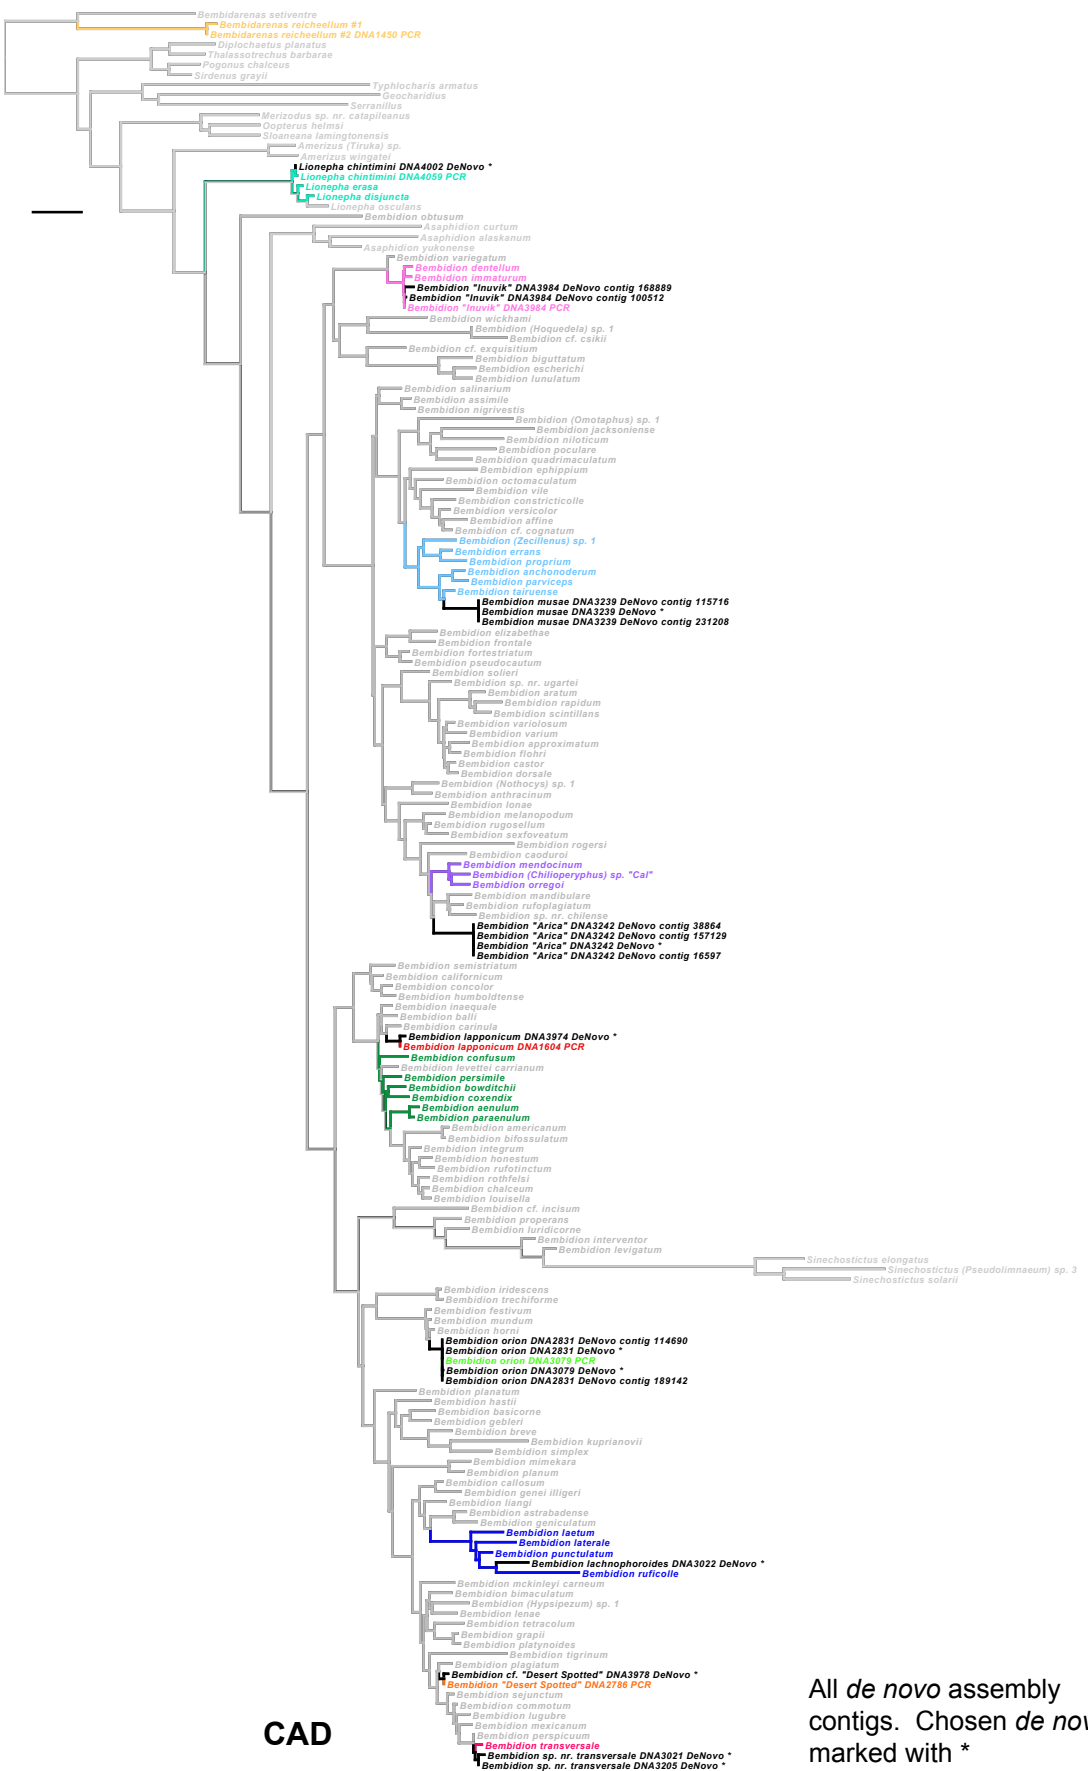 Bembidarenas setiventre
Bembidarenas reicheellum #1
Bembidarenas reicheellum #2 DNA1450 PCR
Diplochaetus planatus
Thalassotrechus barbarae
Pogonus chalceus
Sirdenus grayii
Typhlocharis armatus
Geocharidius
Serranillus
Merizodus sp. nr. catapileanus
Oopterus helmsi
Sloaneana lamingtonensis
Amerizus (Tiruka) sp.
Amerizus wingatei
Lionepha chintimini DNA4002 DeNovo *
Lionepha chintimini DNA4059 PCR
Lionepha erasa
Lionepha disjuncta
Lionepha osculans
Bembidion obtusum
Asaphidion curtum
Asaphidion alaskanum
Asaphidion yukonense
Bembidion variegatum
Bembidion dentellum
Bembidion immaturum
Bembidion "Inuvik" DNA3984 DeNovo contig 168889
Bembidion "Inuvik" DNA3984 DeNovo contig 100512
Bembidion "Inuvik" DNA3984 PCR
Bembidion wickhami
Bembidion (Hoquedela) sp. 1
Bembidion cf. csikii
Bembidion cf. exquisitium
Bembidion biguttatum
Bembidion escherichi
Bembidion lunulatum
Bembidion salinarium
Bembidion assimile
Bembidion nigrivestis
Bembidion (Omotaphus) sp. 1
Bembidion jacksoniense
Bembidion niloticum
Bembidion poculare
Bembidion quadrimaculatum
Bembidion ephippium
Bembidion octomaculatum
Bembidion vile
Bembidion constricticolle
Bembidion versicolor
Bembidion affine
Bembidion cf. cognatum
Bembidion (Zecillenus) sp. 1
Bembidion errans
Bembidion proprium
Bembidion anchonoderum
Bembidion parviceps
Bembidion tairuense
Bembidion musae DNA3239 DeNovo contig 115716
Bembidion musae DNA3239 DeNovo *
Bembidion musae DNA3239 DeNovo contig 231208
Bembidion elizabethae
Bembidion frontale
Bembidion fortestriatum
Bembidion pseudocautum
Bembidion solieri
Bembidion sp. nr. ugartei
Bembidion aratum
Bembidion rapidum
Bembidion scintillans
Bembidion variolosum
Bembidion varium
Bembidion approximatum
Bembidion flohri
Bembidion castor
Bembidion dorsale
Bembidion (Nothocys) sp. 1
Bembidion anthracinum
Bembidion lonae
Bembidion melanopodum
Bembidion rugosellum
Bembidion sexfoveatum
Bembidion rogersi
Bembidion caoduroi
Bembidion mendocinum
Bembidion (Chilioperyphus) sp. "Cal"
Bembidion orregoi
Bembidion mandibulare
Bembidion rufoplagiatum
Bembidion sp. nr. chilense
Bembidion "Arica" DNA3242 DeNovo contig 38864
Bembidion "Arica" DNA3242 DeNovo contig 157129
Bembidion "Arica" DNA3242 DeNovo *
Bembidion "Arica" DNA3242 DeNovo contig 16597
Bembidion semistriatum
Bembidion californicum
Bembidion concolor
Bembidion humboldtense
Bembidion inaequale
Bembidion balli
Bembidion carinula
Bembidion lapponicum DNA3974 DeNovo *
Bembidion lapponicum DNA1604 PCR
Bembidion confusum
Bembidion levettei carrianum
Bembidion persimile
Bembidion bowditchii
Bembidion coxendix
Bembidion aenulum
Bembidion paraenulum
Bembidion americanum
Bembidion bifossulatum
Bembidion integrum
Bembidion honestum
Bembidion rufotinctum
Bembidion rothfelsi
Bembidion chalceum
Bembidion louisella
Bembidion cf. incisum
Bembidion properans
Bembidion luridicorne
Bembidion interventor
Bembidion levigatum
Sinechostictus elongatus
Sinechostictus (Pseudolimnaeum) sp. 3
Sinechostictus solarii
Bembidion iridescens
Bembidion trechiforme
Bembidion festivum
Bembidion mundum
Bembidion horni
Bembidion orion DNA2831 DeNovo contig 114690
Bembidion orion DNA2831 DeNovo *
Bembidion orion DNA3079 PCR
Bembidion orion DNA3079 DeNovo *
Bembidion orion DNA2831 DeNovo contig 189142
Bembidion planatum
Bembidion hastii
Bembidion basicorne
Bembidion gebleri
Bembidion breve
Bembidion kuprianovii
Bembidion simplex
Bembidion mimekara
Bembidion planum
Bembidion callosum
Bembidion genei illigeri
Bembidion liangi
Bembidion astrabadense
Bembidion geniculatum
Bembidion laetum
Bembidion laterale
Bembidion punctulatum
Bembidion lachnophoroides DNA3022 DeNovo *
Bembidion ruficolle
Bembidion mckinleyi carneum
Bembidion bimaculatum
Bembidion (Hypsipezum) sp. 1
Bembidion lenae
Bembidion tetracolum
Bembidion grapii
Bembidion platynoides
Bembidion tigrinum
Bembidion plagiatum
Bembidion cf. "Desert Spotted" DNA3978 DeNovo *
Bembidion "Desert Spotted" DNA2786 PCR
Bembidion sejunctum
Bembidion commotum
Bembidion lugubre
Bembidion mexicanum
Bembidion perspicuum
Bembidion transversale
Bembidion sp. nr. transversale DNA3021 DeNovo *
Bembidion sp. nr. transversale DNA3205 DeNovo *
CAD
All de novo assembly
contigs. Chosen de nov
marked with *